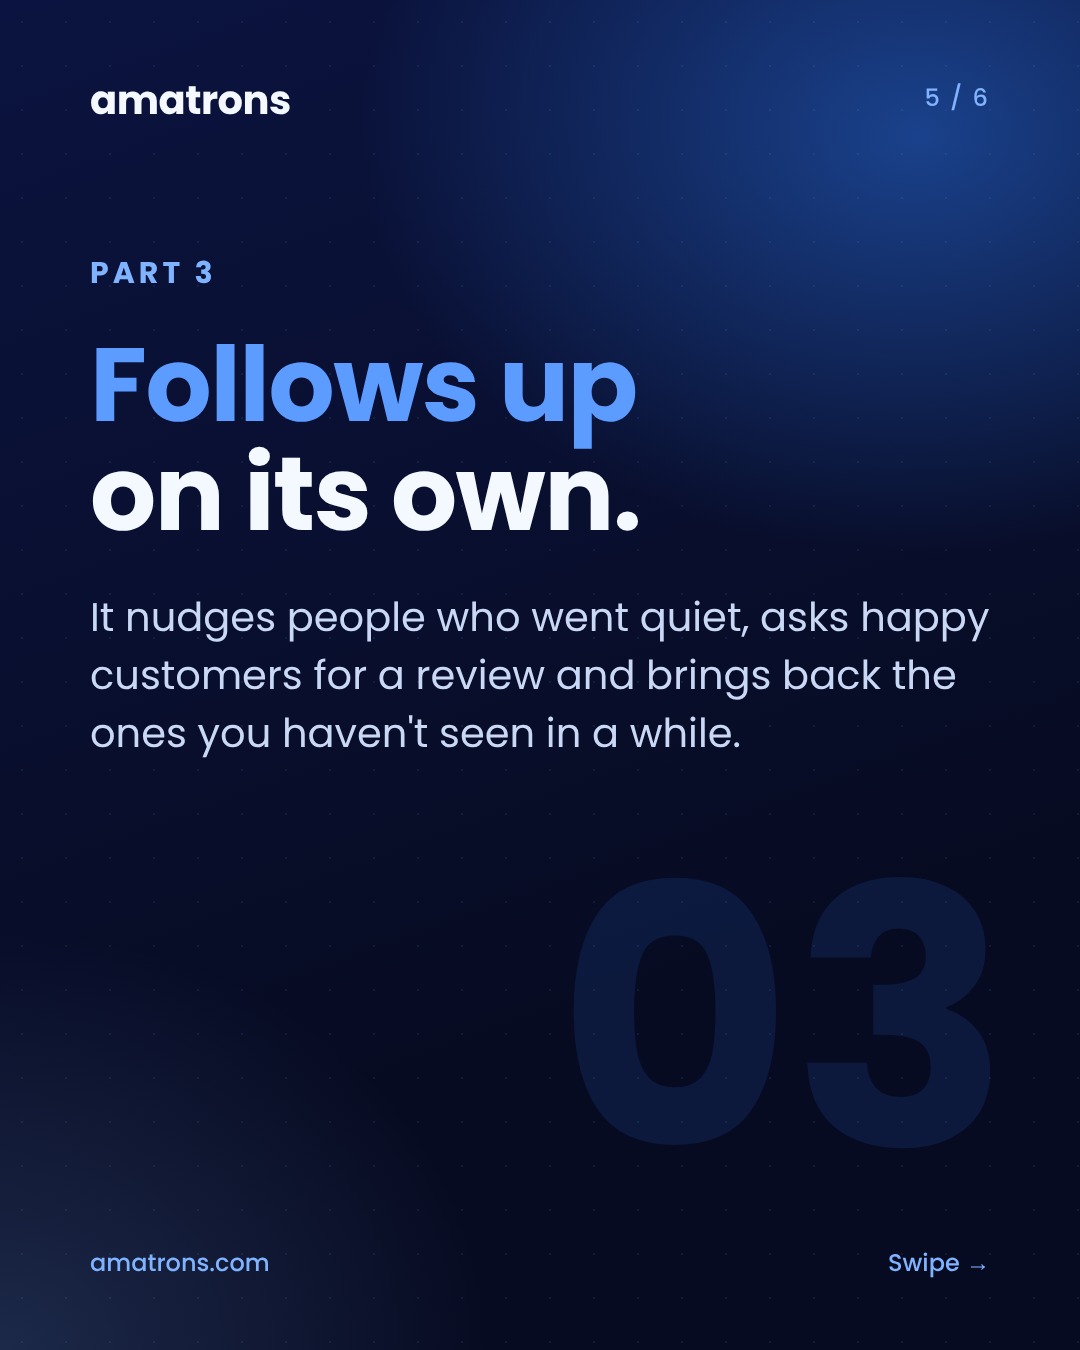 amatrons
5 / 6
PART 3
Follows up
on its own.
It nudges people who went quiet, asks happy
customers for a review and brings back the
ones you haven't seen in a while.
03
amatrons.com
Swipe →